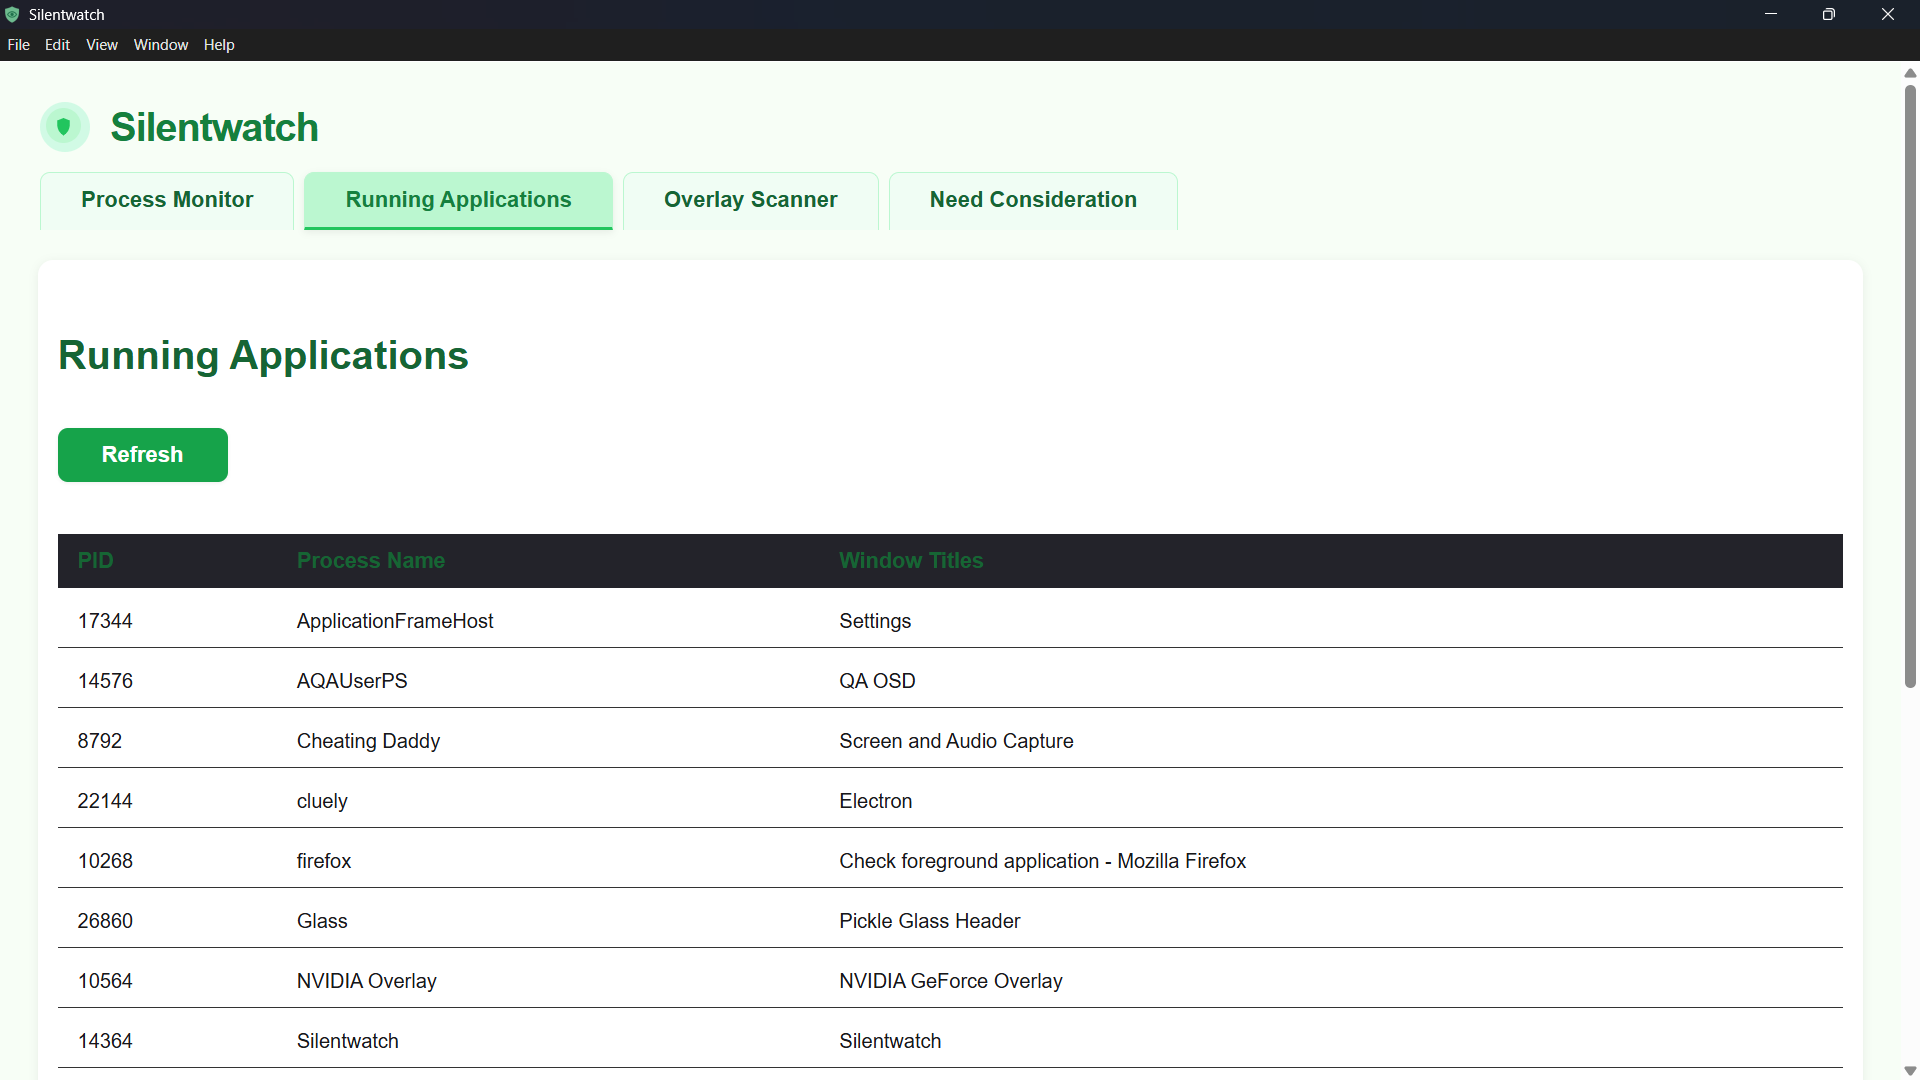 Silentwatch
File Edit View Window Help
Silentwatch
Process Monitor Running Applications Overlay Scanner Need Consideration
Running Applications
Refresh
PID Process Name Window Titles
17344 ApplicationFrameHost Settings
14576 AQAUserPS QA OSD
8792 Cheating Daddy Screen and Audio Capture
22144 cluely Electron
10268 firefox Check foreground application - Mozilla Firefox
26860 Glass Pickle Glass Header
10564 NVIDIA Overlay NVIDIA GeForce Overlay
14364 Silentwatch Silentwatch